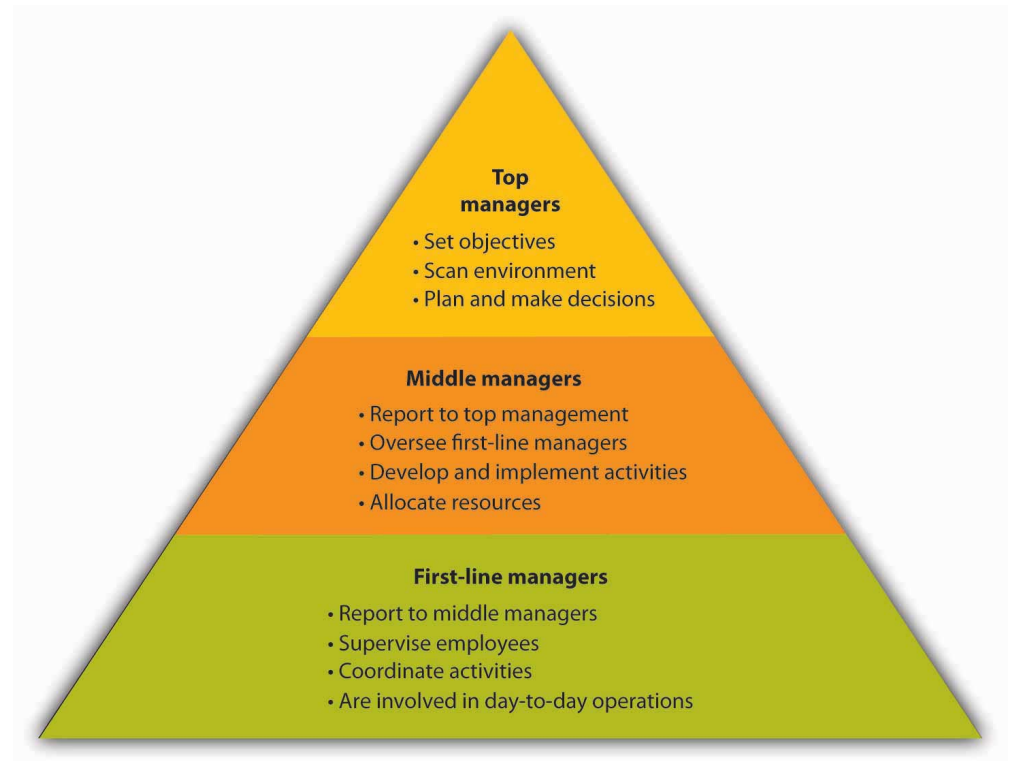 Top
managers
• Set objectives
• Scan environment
• Plan and make decisions
Middle managers
• Report to top management
• Oversee first-line managers
• Develop and implement activities
• Allocate resources
First-line managers
• Report to middle managers
• Supervise employees
• Coordinate activities
• Are involved in day-to-day operations